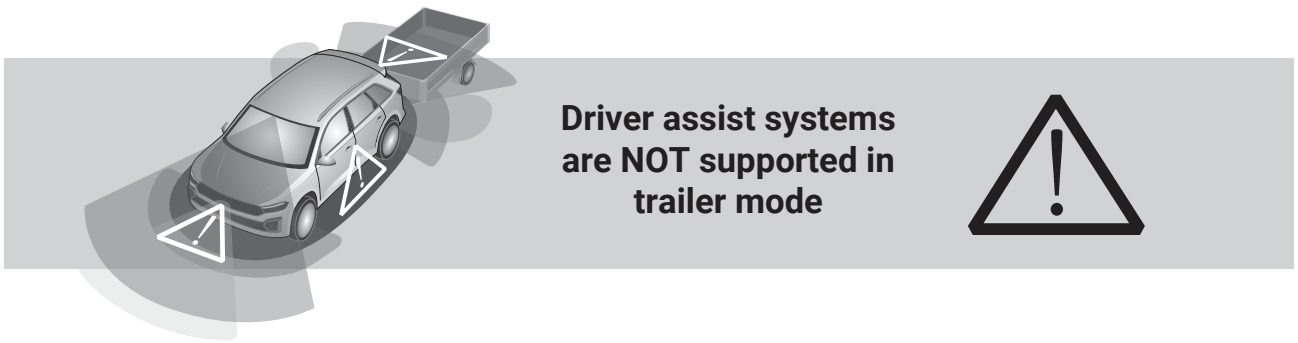 Driver assist systems
are NOT supported in
trailer mode